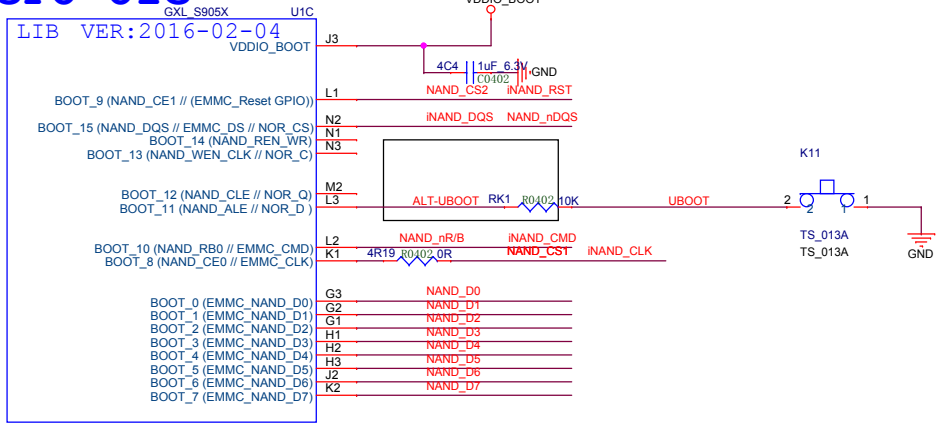 GXL_S905X U1C VDDIO_BOOT
LIB VER:2016-02-04
VDDIO_BOOT J3
4C4 1uF_6.3V GND
C0402
BOOT_9 (NAND_CE1 // (EMMC_Reset GPIO)) L1 NAND_CS2 iNAND_RST
BOOT_15 (NAND_DQS // EMMC_DS // NOR_CS) N2 iNAND_DQS NAND_nDQS
BOOT_14 (NAND_REN_WR) N1
BOOT_13 (NAND_WEN_CLK // NOR_C) N3
K11
BOOT_12 (NAND_CLE // NOR_Q) M2
BOOT_11 (NAND_ALE // NOR_D ) L3 ALT-UBOOT RK1 R0402 10K UBOOT 2 2 1 1
TS_013A
TS_013A
GND
BOOT_10 (NAND_RB0 // EMMC_CMD) L2 NAND_nR/B iNAND_CMD
BOOT_8 (NAND_CE0 // EMMC_CLK) K1 4R19 R0402 0R NAND_CST iNAND_CLK
BOOT_0 (EMMC_NAND_D0) G3 NAND_D0
BOOT_1 (EMMC_NAND_D1) G2 NAND_D1
BOOT_2 (EMMC_NAND_D2) G1 NAND_D2
BOOT_3 (EMMC_NAND_D3) H1 NAND_D3
BOOT_4 (EMMC_NAND_D4) H2 NAND_D4
BOOT_5 (EMMC_NAND_D5) H3 NAND_D5
BOOT_6 (EMMC_NAND_D6) J2 NAND_D6
BOOT_7 (EMMC_NAND_D7) K2 NAND_D7